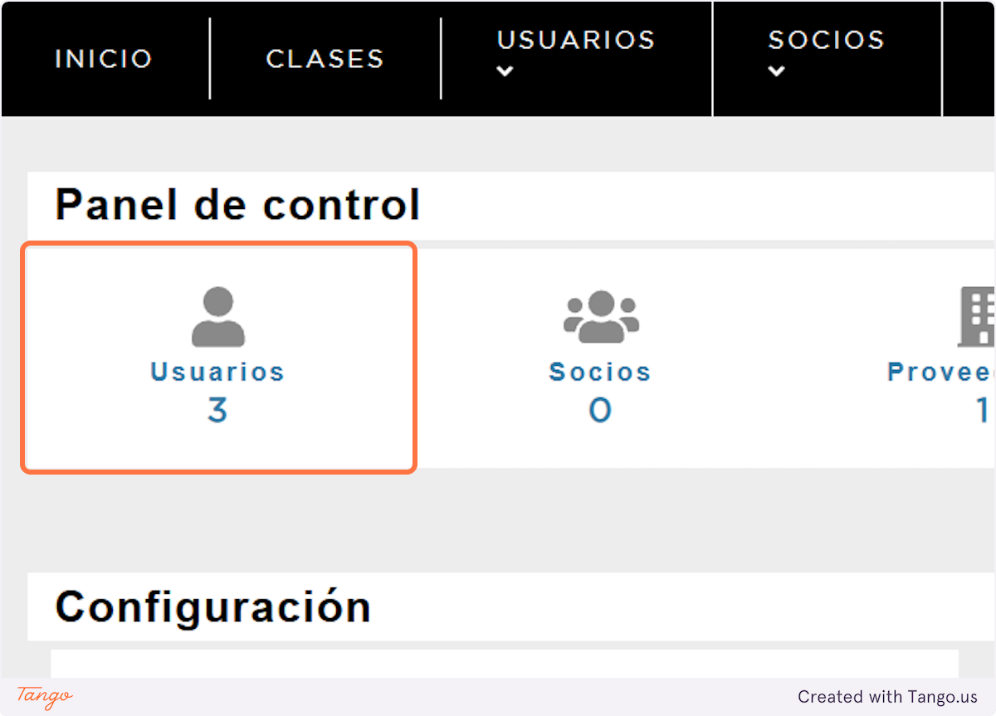 INICIO
CLASES
USUARIOS
SOCIOS
Panel de control
Usuarios
3
Socios
0
1
Configuración
Tango
Created with Tango.us